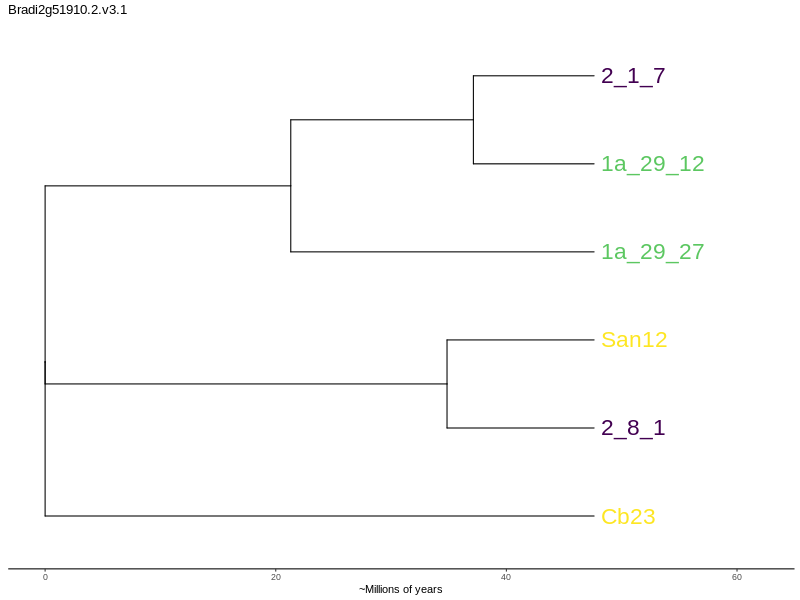 Bradi2g51910.2.v3.1
2_1_7
1a_29_12
1a_29_27
San12
2_8_1
Cb23
0 20 40 60
~Millions of years